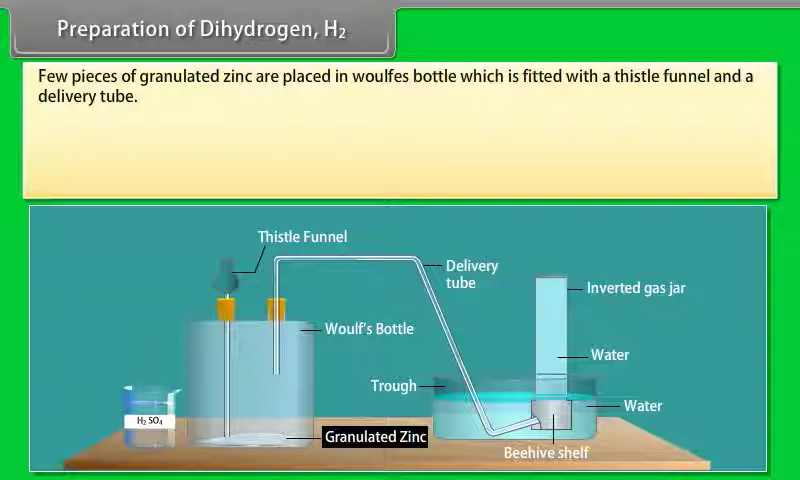 Preparation of Dihydrogen, H₂
Few pieces of granulated zinc are placed in woulfes bottle which is fitted with a thistle funnel and a
delivery tube.
Thistle Funnel
Delivery
tube
Inverted gas jar
Woulf's Bottle
Water
Trough
Water
H₂ SO₄
Granulated Zinc
Beehive shelf